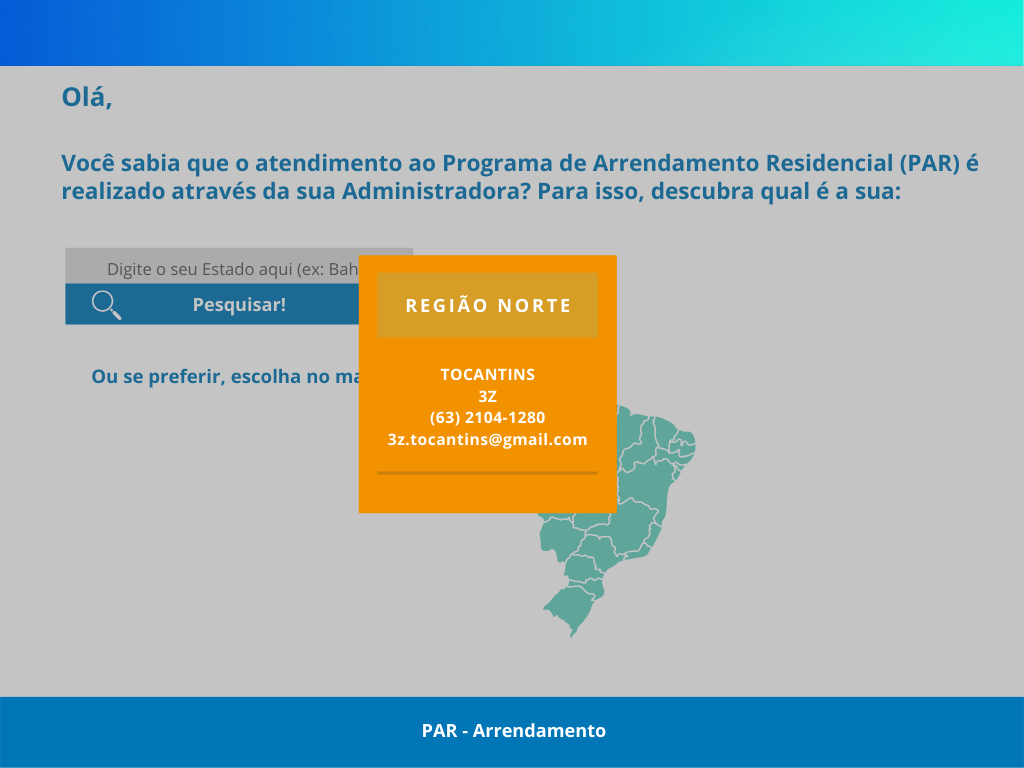 Olá,
Você sabia que o atendimento ao Programa de Arrendamento Residencial (PAR) é
realizado através da sua Administradora? Para isso, descubra qual é a sua:
Digite o seu Estado aqui (ex: Bah
Pesquisar!
Ou se preferir, escolha no ma
REGIÃO NORTE
TOCANTINS
3Z
(63) 2104-1280
3z.tocantins@gmail.com
PAR - Arrendamento